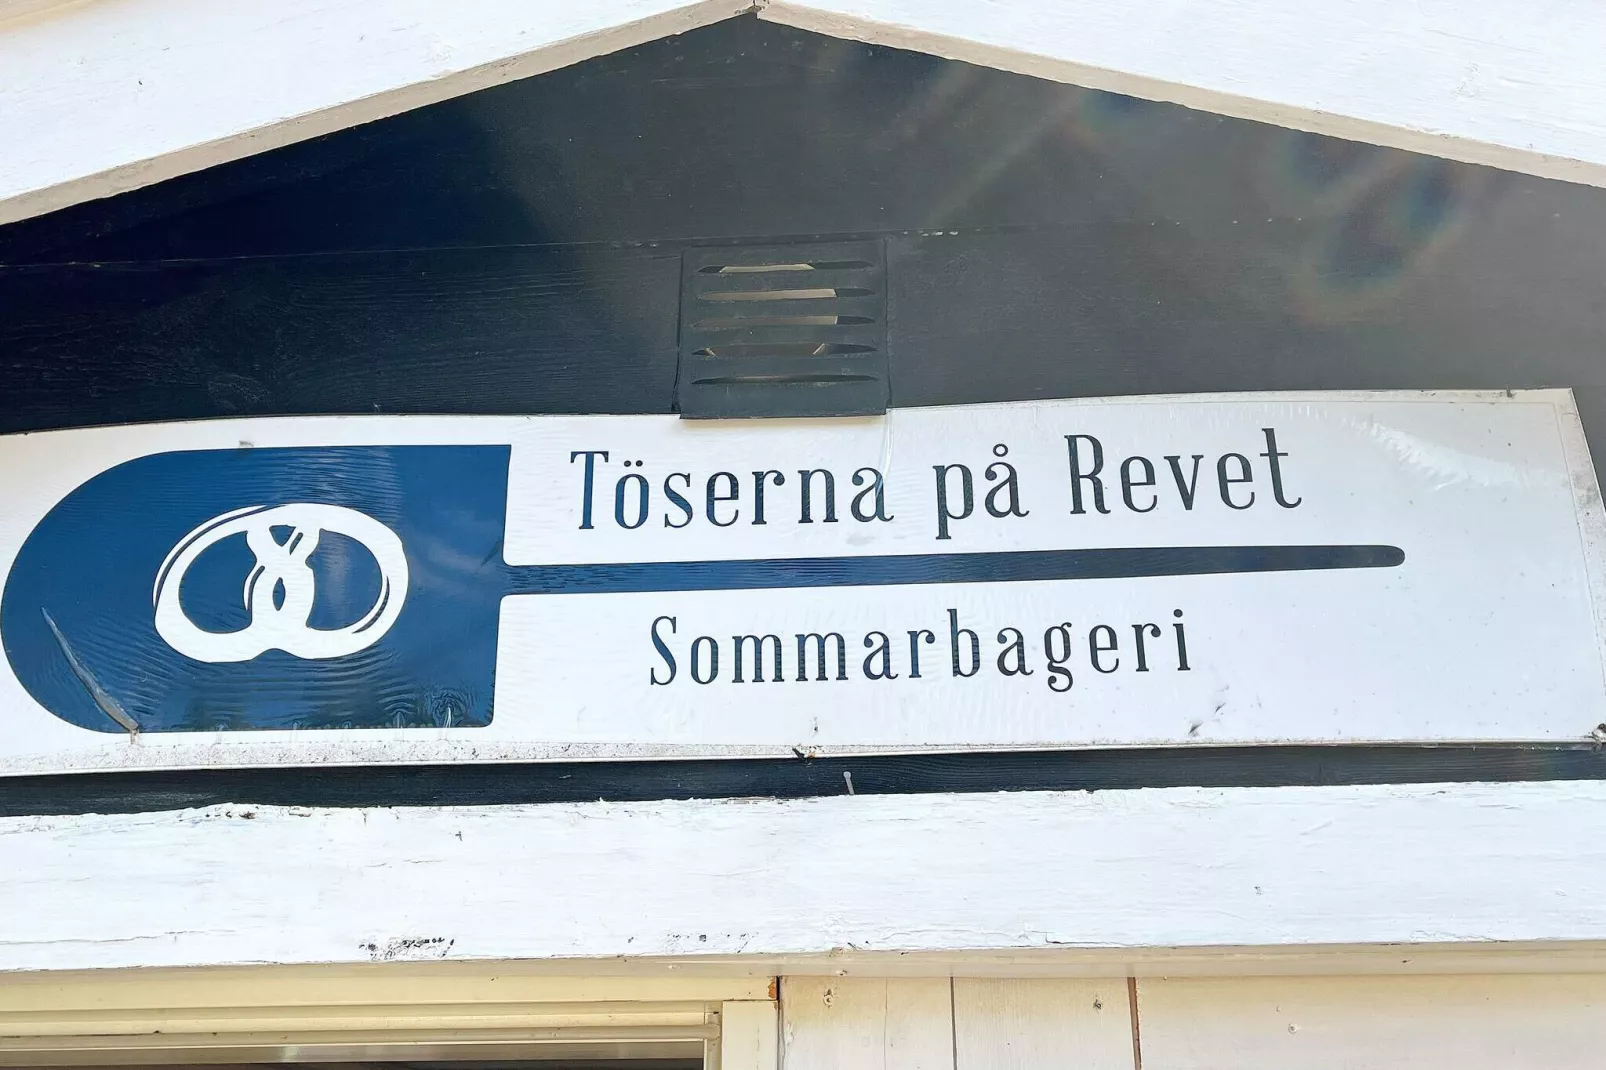 Töserna på Revet
Sommarbageri